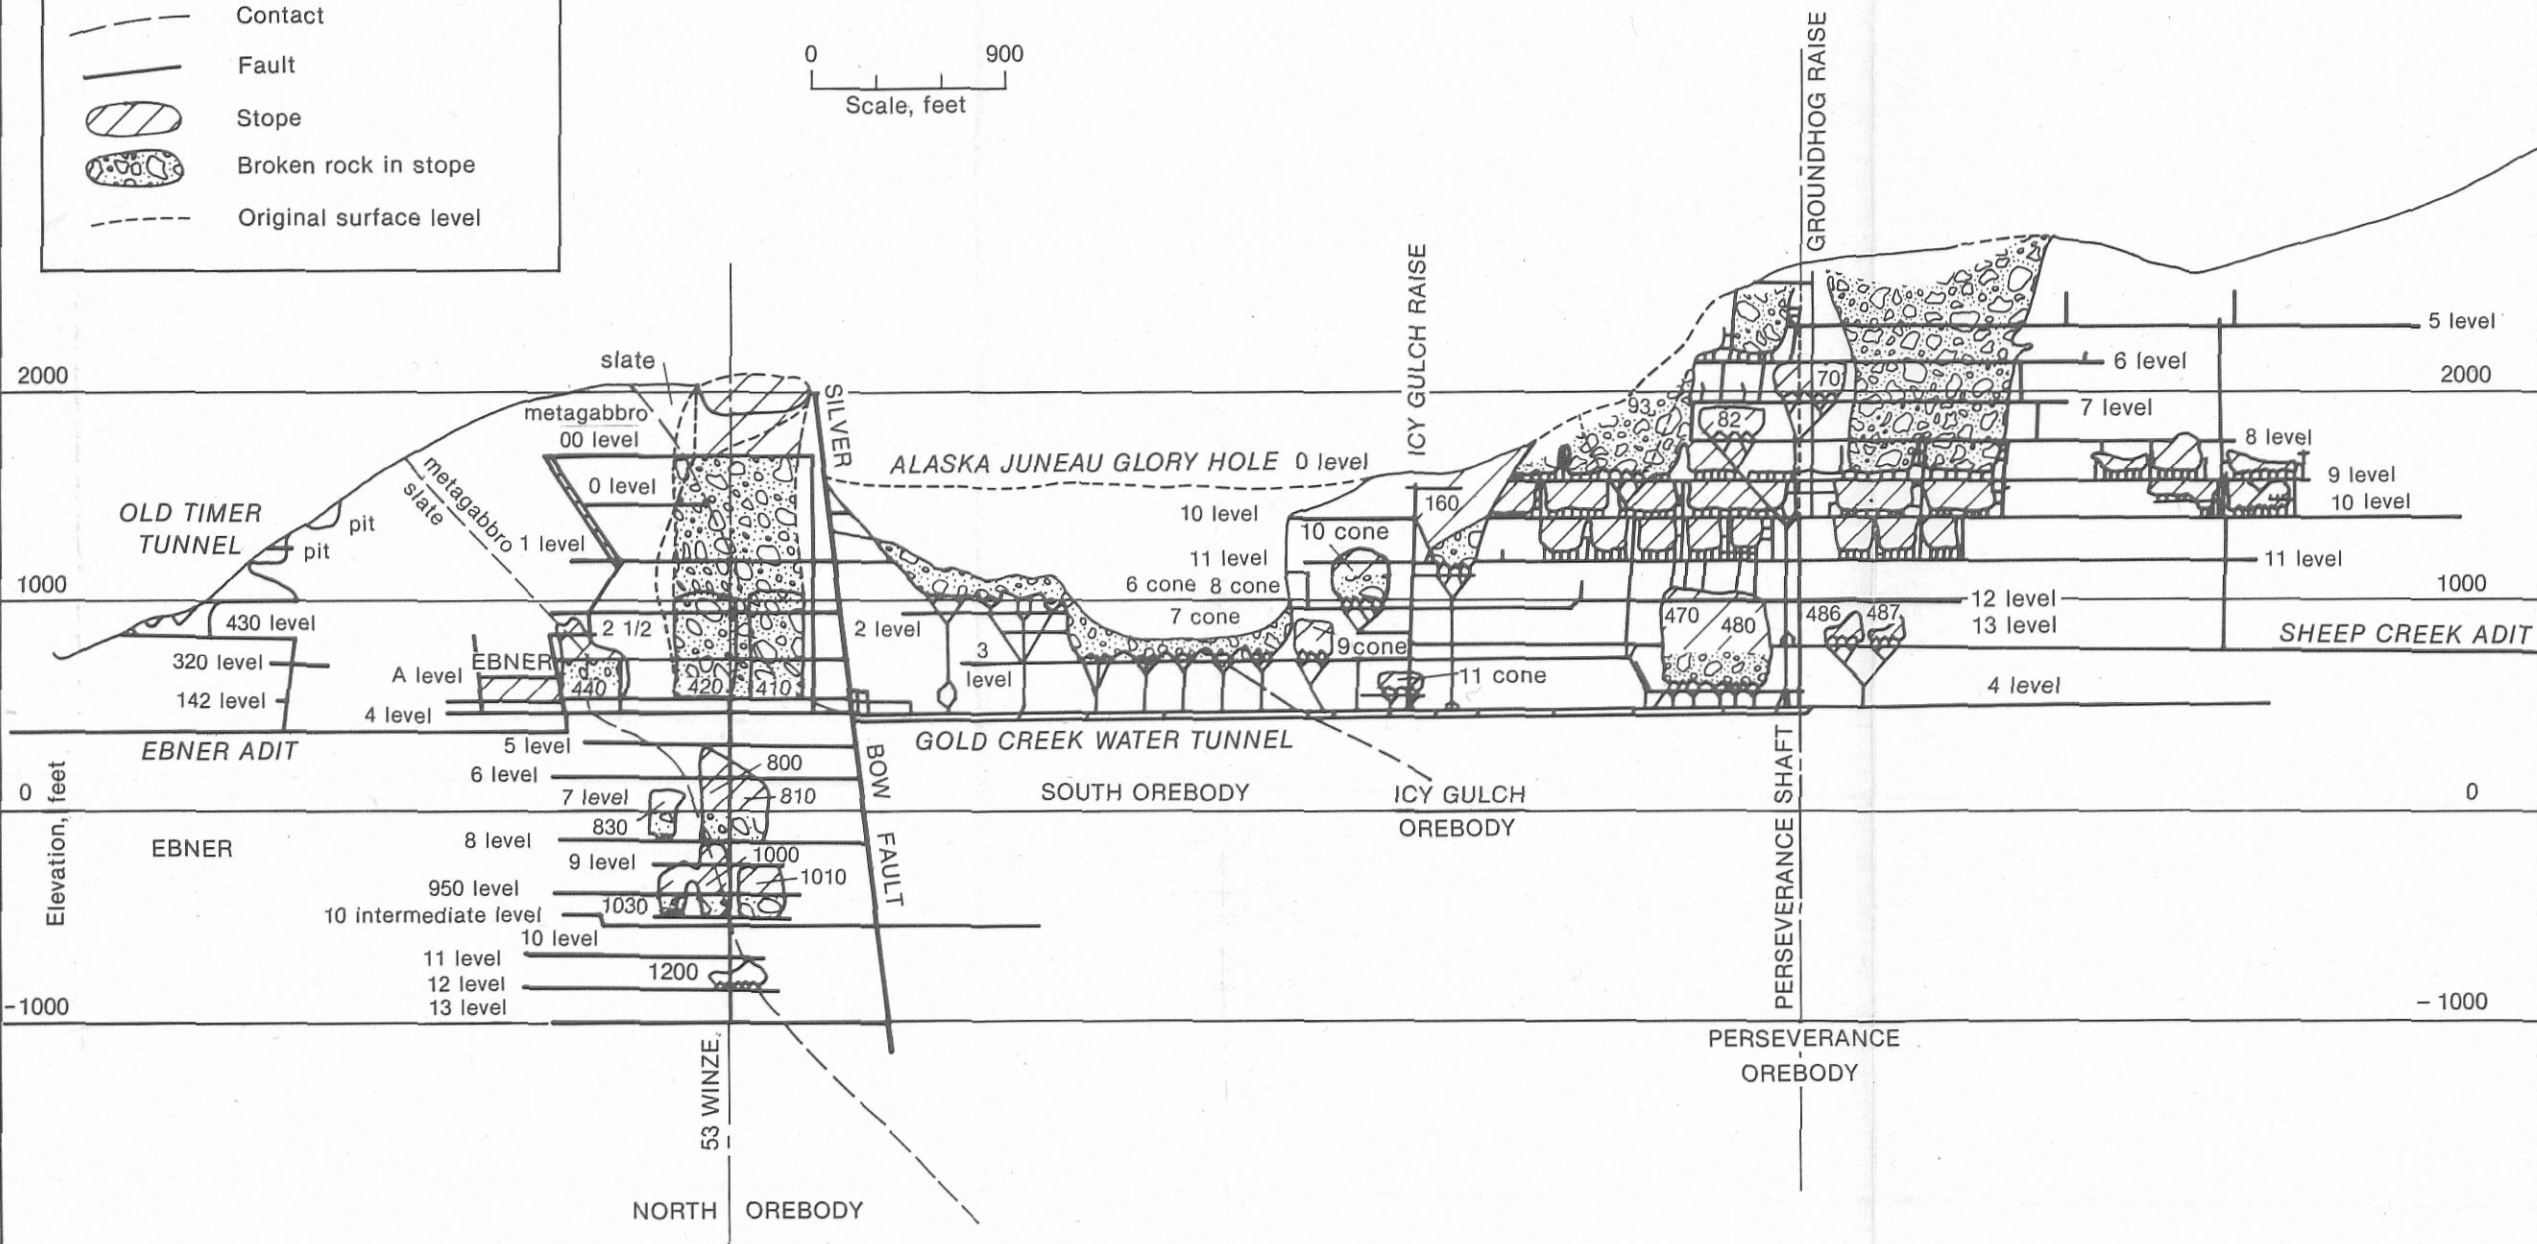 Contact
Fault
Stope
Broken rock in stope
Original surface level
0 900
Scale, feet
GROUNDHOG RAISE
ICY GULCH RAISE
5 level
6 level
70
2000
2000
slate
metagabbro
00 level
SILVER
93
82
7 level
8 level
metagabbro
slate
ALASKA JUNEAU GLORY HOLE 0 level
9 level
10 level
0 level
OLD TIMER
TUNNEL
pit
pit
160
10 level
10 cone
1 level
11 level
11 level
6 cone 8 cone
1000
1000
12 level
7 cone
430 level
2 1/2
2 level
470
480
486 487
13 level
SHEEP CREEK ADIT
320 level
EBNER
3
level
9 cone
A level
440
420
410
11 cone
4 level
142 level
4 level
EBNER ADIT
5 level
GOLD CREEK WATER TUNNEL
BOW
6 level
800
810
7 level
830
0
0
SOUTH OREBODY
ICY GULCH
OREBODY
PERSEVERANCE SHAFT
Elevation, feet
EBNER
8 level
FAULT
9 level
1000
1010
950 level
1030
10 intermediate level
10 level
11 level
1200
12 level
13 level
-1000
-1000
PERSEVERANCE
OREBODY
53 WINZE
NORTH OREBODY